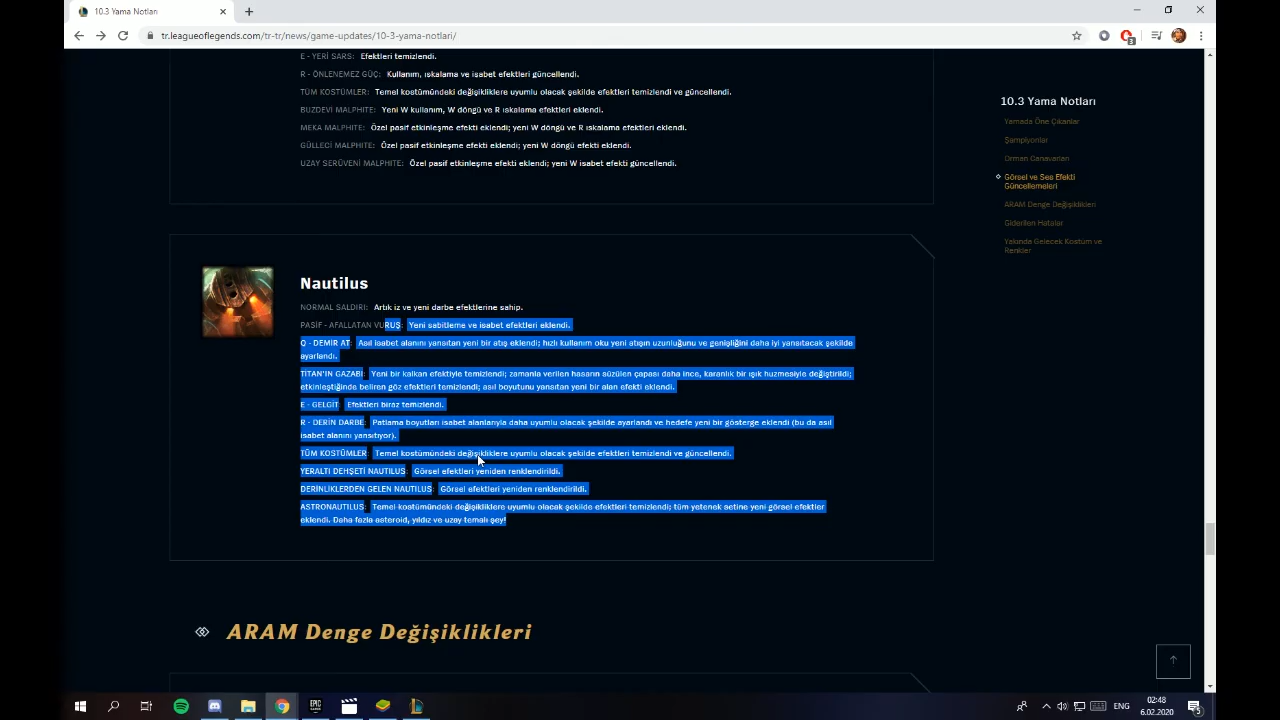 10.3 Yama Notları
tr.leagueoflegends.com/tr-tr/news/game-updates/10-3-yama-notlari/
E - YERİ SARS: Efektleri temizlendi.
R - ÖNLENEMEZ GÜÇ: Kullanım, ıskalama ve isabet efektleri güncellendi.
TÜM KOSTÜMLER: Temel kostümündeki değişikliklere uyumlu olacak şekilde efektleri temizlendi ve güncellendi.
BUZDEVİ MALPHITE: Yeni W kullanım, W döngü ve R ıskalama efektleri eklendi.
MEKA MALPHITE: Özel pasif etkinleşme efekti eklendi; yeni W döngü ve R ıskalama efektleri eklendi.
GÜLLECİ MALPHITE: Özel pasif etkinleşme efekti eklendi; yeni W döngü efekti eklendi.
UZAY SERÜVENİ MALPHITE: Özel pasif etkinleşme efekti eklendi; yeni W isabet efekti güncellendi.
10.3 Yama Notları
Yamada Öne Çıkanlar
Şampiyonlar
Orman Canavarları
Görsel ve Ses Efekti
Güncellemeleri
ARAM Denge Değişiklikleri
Giderilen Hatalar
Yakında Gelecek Kostüm ve
Renkler
Nautilus
NORMAL SALDIRI: Artık iz ve yeni darbe efektlerine sahip.
PASİF - AFALLATAN VURUŞ: Yeni sabitleme ve isabet efektleri eklendi.
Q - DEMİR AT: Asıl isabet alanını yansıtan yeni bir atış eklendi; hızlı kullanım oku yeni atışın uzunluğunu ve genişliğini daha iyi yansıtacak şekilde
ayarlandı.
TİTAN'IN GAZABI: Yeni bir kalkan efektiyle temizlendi; zamanla verilen hasarın süzülen çapası daha ince, karanlık bir ışık huzmesiyle değiştirildi;
etkinleştiğinde beliren göz efektleri temizlendi; asıl boyutunu yansıtan yeni bir alan efekti eklendi.
E - GELGİT: Efektleri biraz temizlendi.
R - DERİN DARBE: Patlama boyutları isabet alanlarıyla daha uyumlu olacak şekilde ayarlandı ve hedefe yeni bir gösterge eklendi (bu da asıl
isabet alanını yansıtıyor).
TÜM KOSTÜMLER: Temel kostümündeki değişikliklere uyumlu olacak şekilde efektleri temizlendi ve güncellendi.
YERALTI DEHŞETİ NAUTILUS: Görsel efektleri yeniden renklendirildi.
DERİNLİKLERDEN GELEN NAUTILUS: Görsel efektleri yeniden renklendirildi.
ASTRONAUTILUS: Temel kostümündeki değişikliklere uyumlu olacak şekilde efektleri temizlendi; tüm yetenek setine yeni görsel efektler
eklendi. Daha fazla asteroid, yıldız ve uzay temalı şey!
ARAM Denge Değişiklikleri
ENG
02:48
6.02.2020